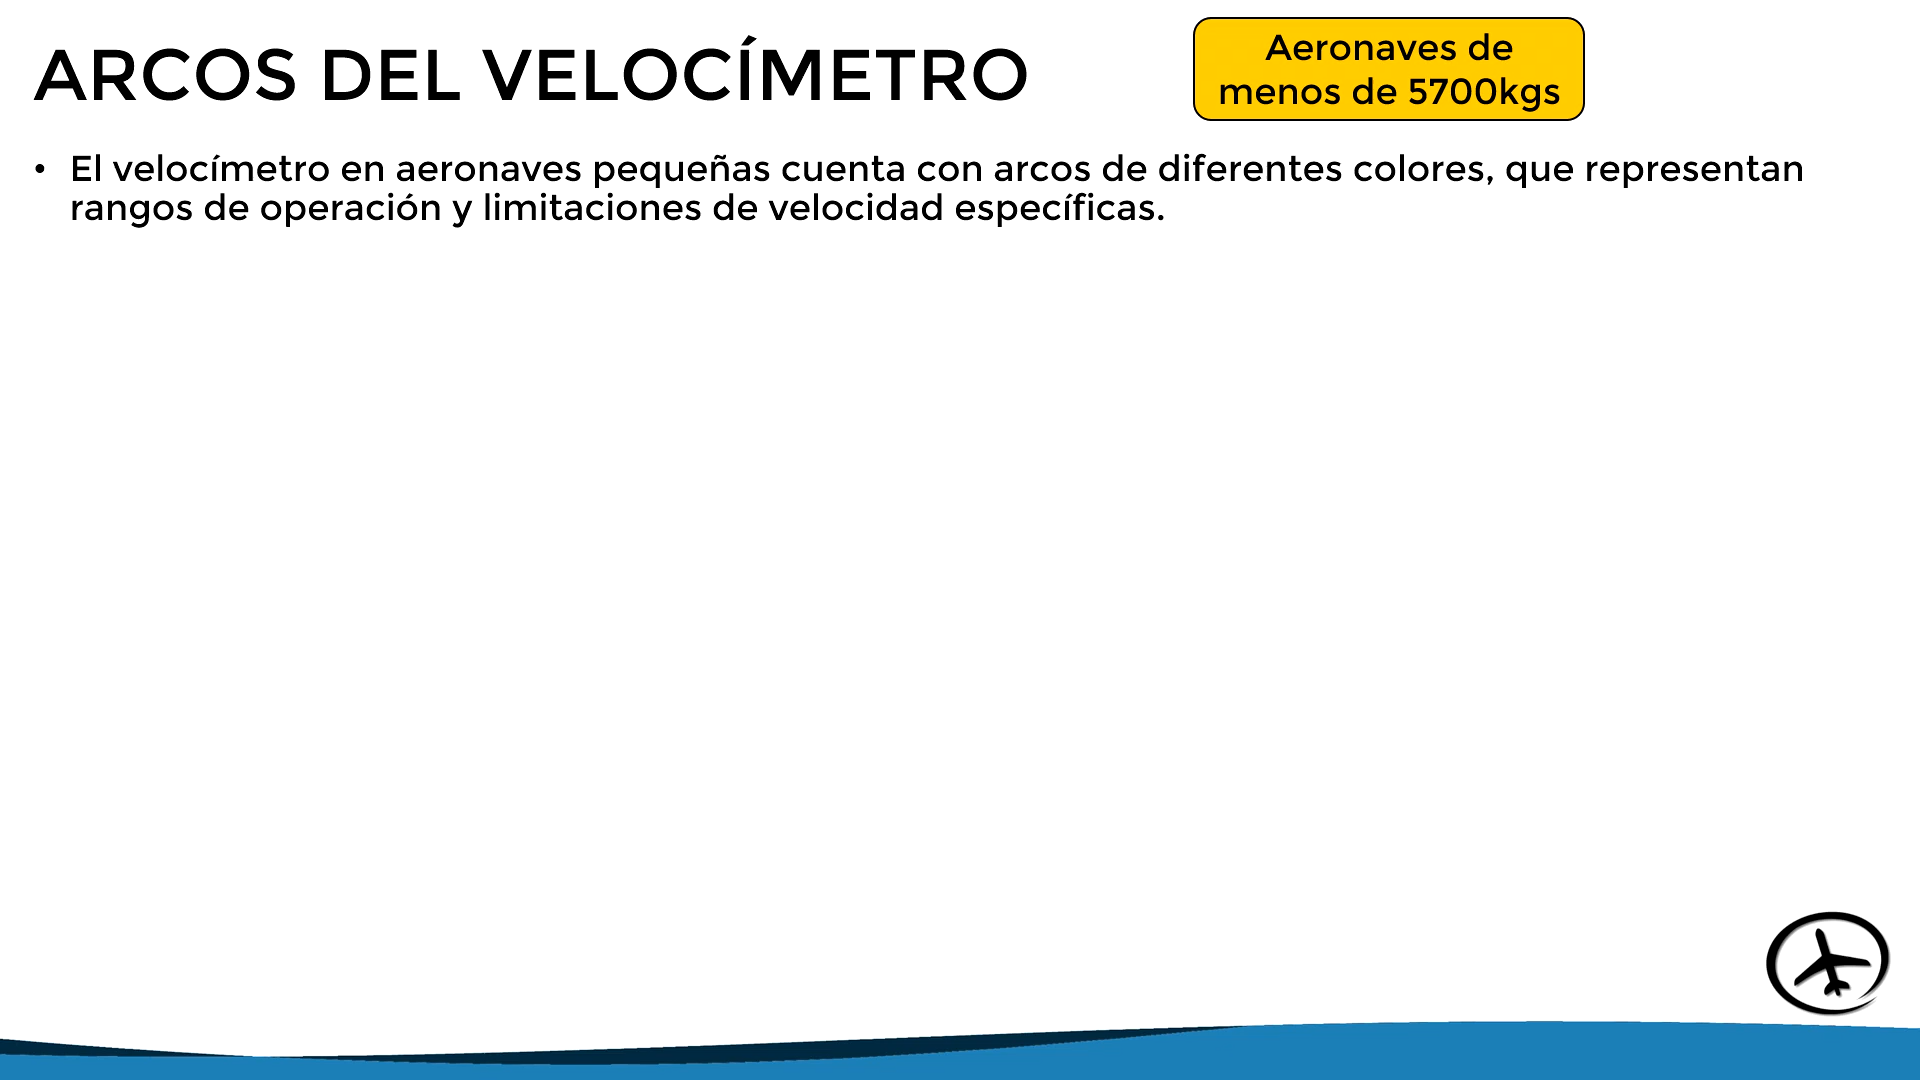 ARCOS DEL VELOCÍMETRO
Aeronaves de
menos de 5700kgs
• El velocímetro en aeronaves pequeñas cuenta con arcos de diferentes colores, que representan
rangos de operación y limitaciones de velocidad específicas.